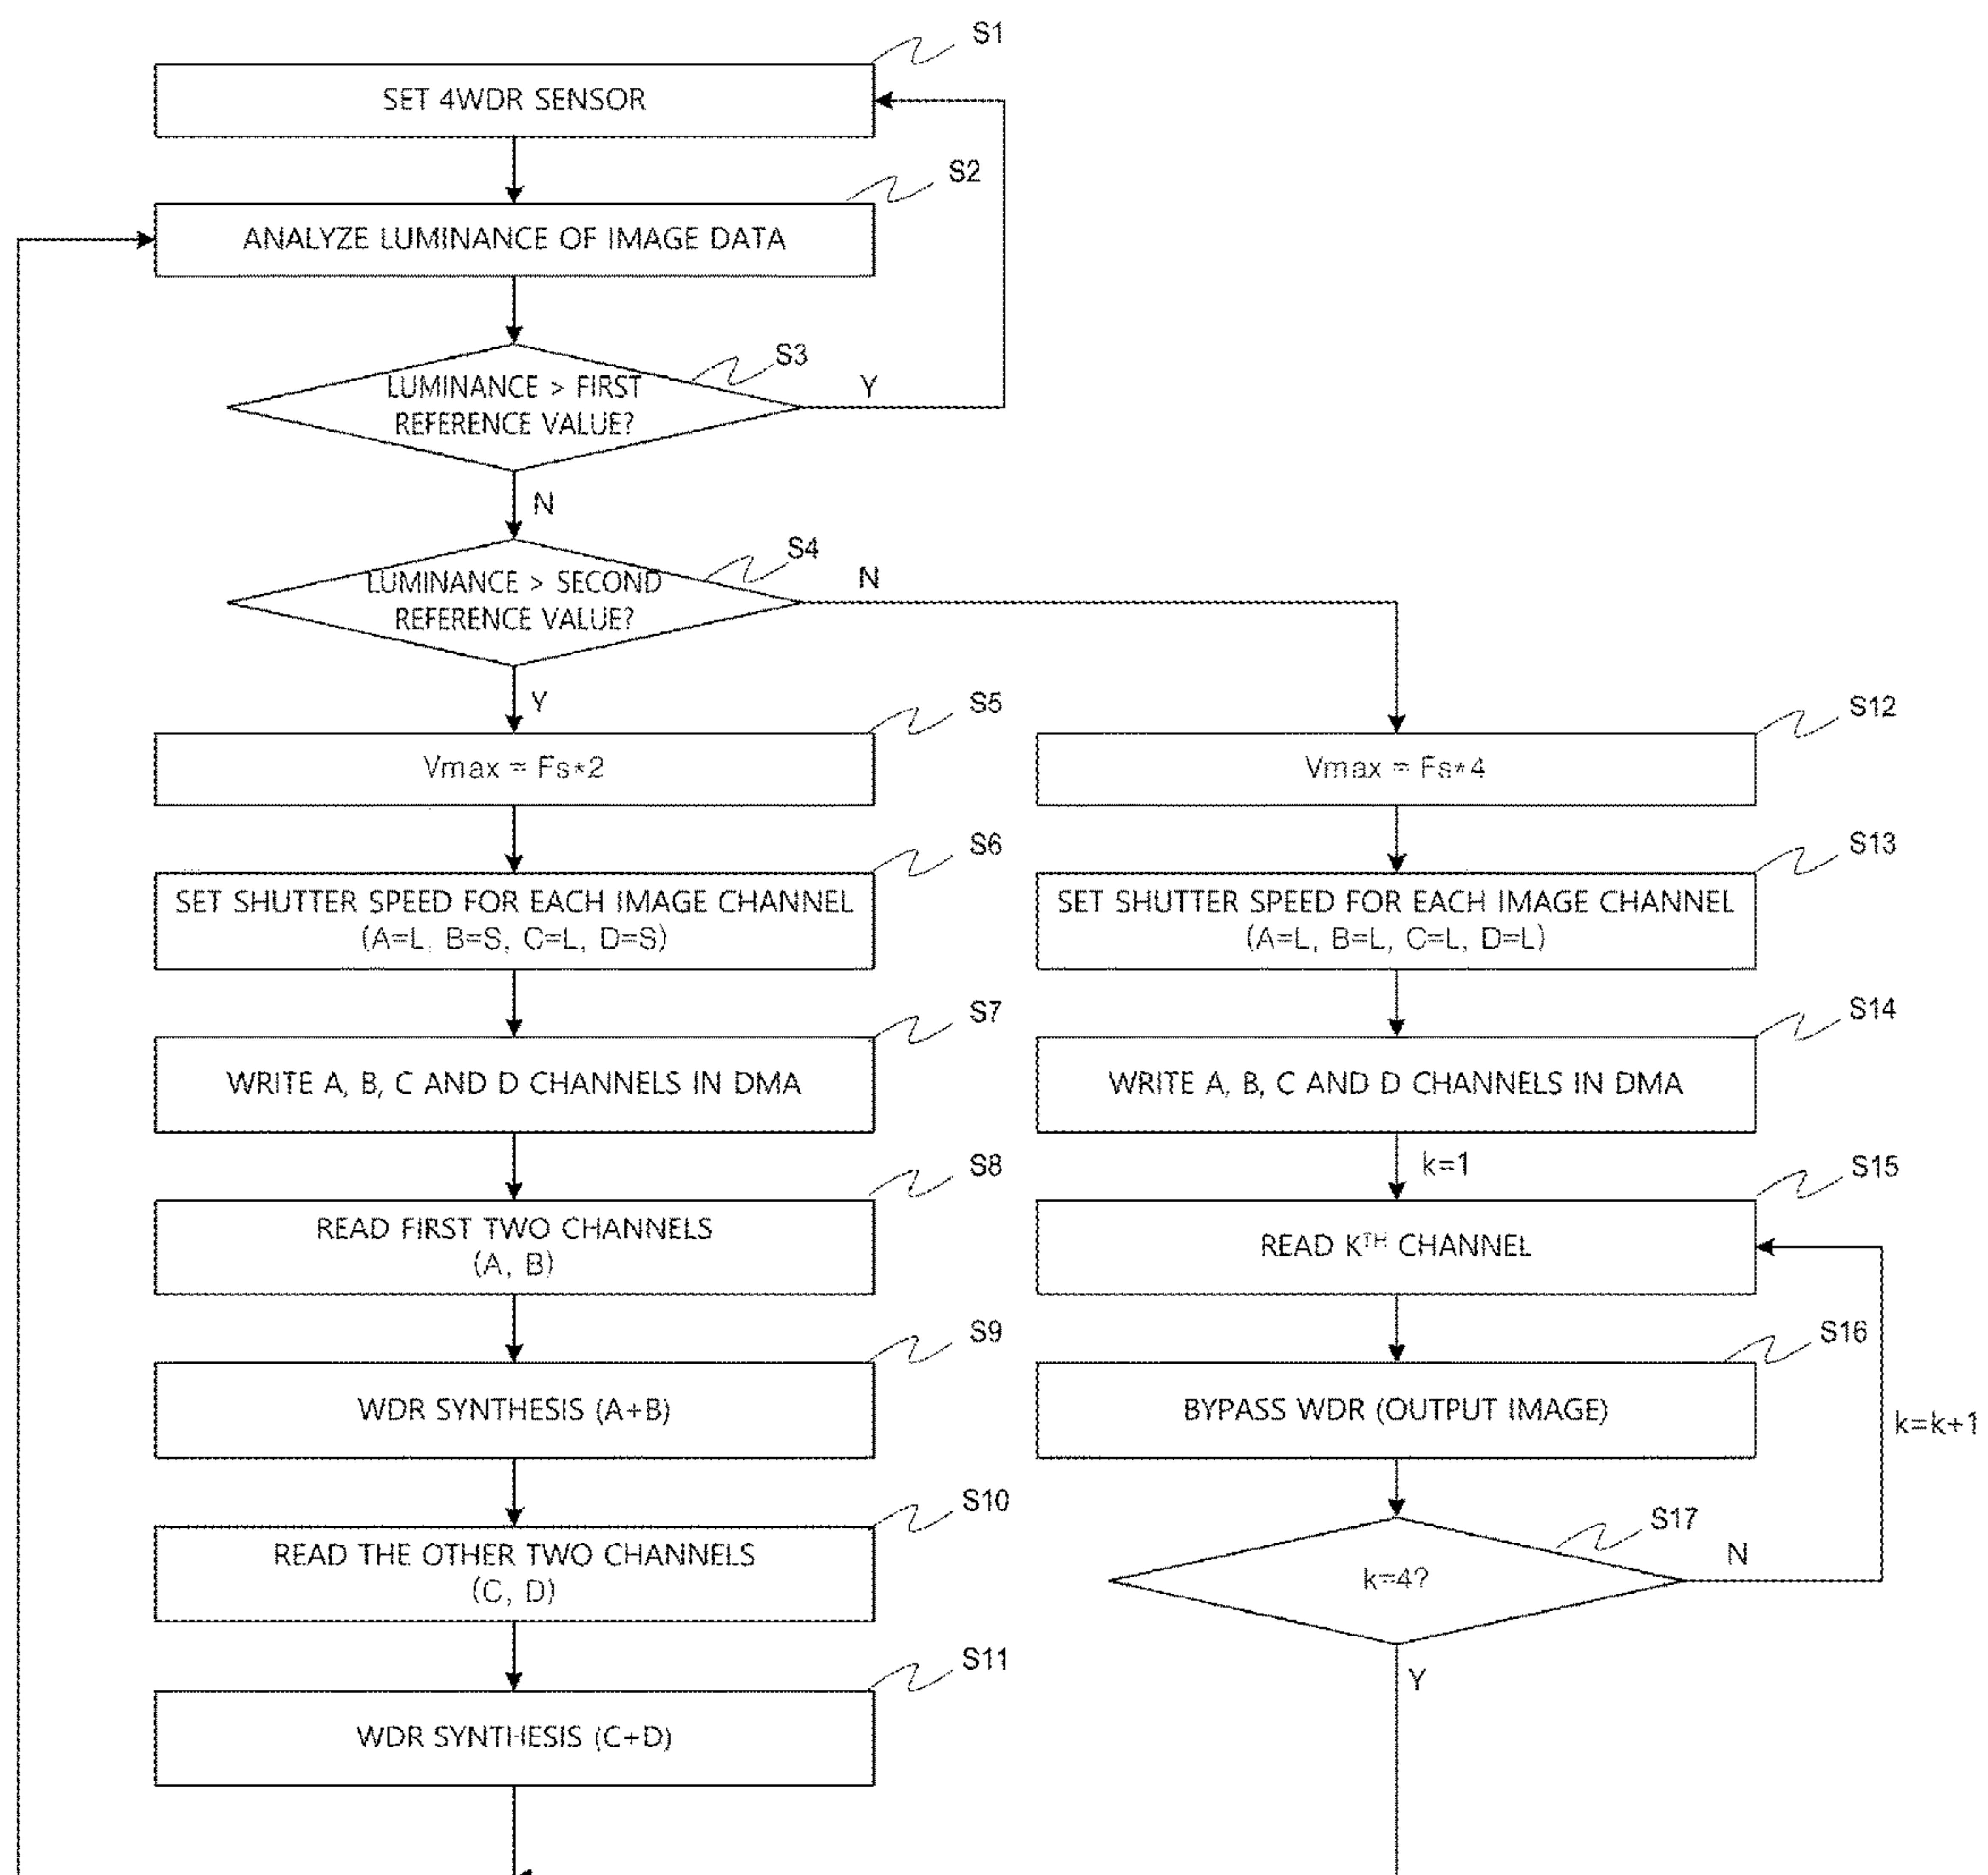 S1
SET 4WDR SENSOR
S2
ANALYZE LUMINANCE OF IMAGE DATA
S3
LUMINANCE > FIRST
REFERENCE VALUE?
Y
N
S4
LUMINANCE > SECOND
REFERENCE VALUE?
N
Y
S5
Vmax = Fs*2
S6
SET SHUTTER SPEED FOR EACH IMAGE CHANNEL
(A=L, B=S, C=L, D=S)
S7
WRITE A, B, C AND D CHANNELS IN DMA
S8
READ FIRST TWO CHANNELS
(A, B)
S9
WDR SYNTHESIS (A+B)
S10
READ THE OTHER TWO CHANNELS
(C, D)
S11
WDR SYNTHESIS (C+D)
S12
Vmax = Fs*4
S13
SET SHUTTER SPEED FOR EACH IMAGE CHANNEL
(A=L, B=L, C=L, D=L)
S14
WRITE A, B, C AND D CHANNELS IN DMA
k=1
S15
READ KTH CHANNEL
S16
BYPASS WDR (OUTPUT IMAGE)
k=k+1
S17
k=4?
N
Y